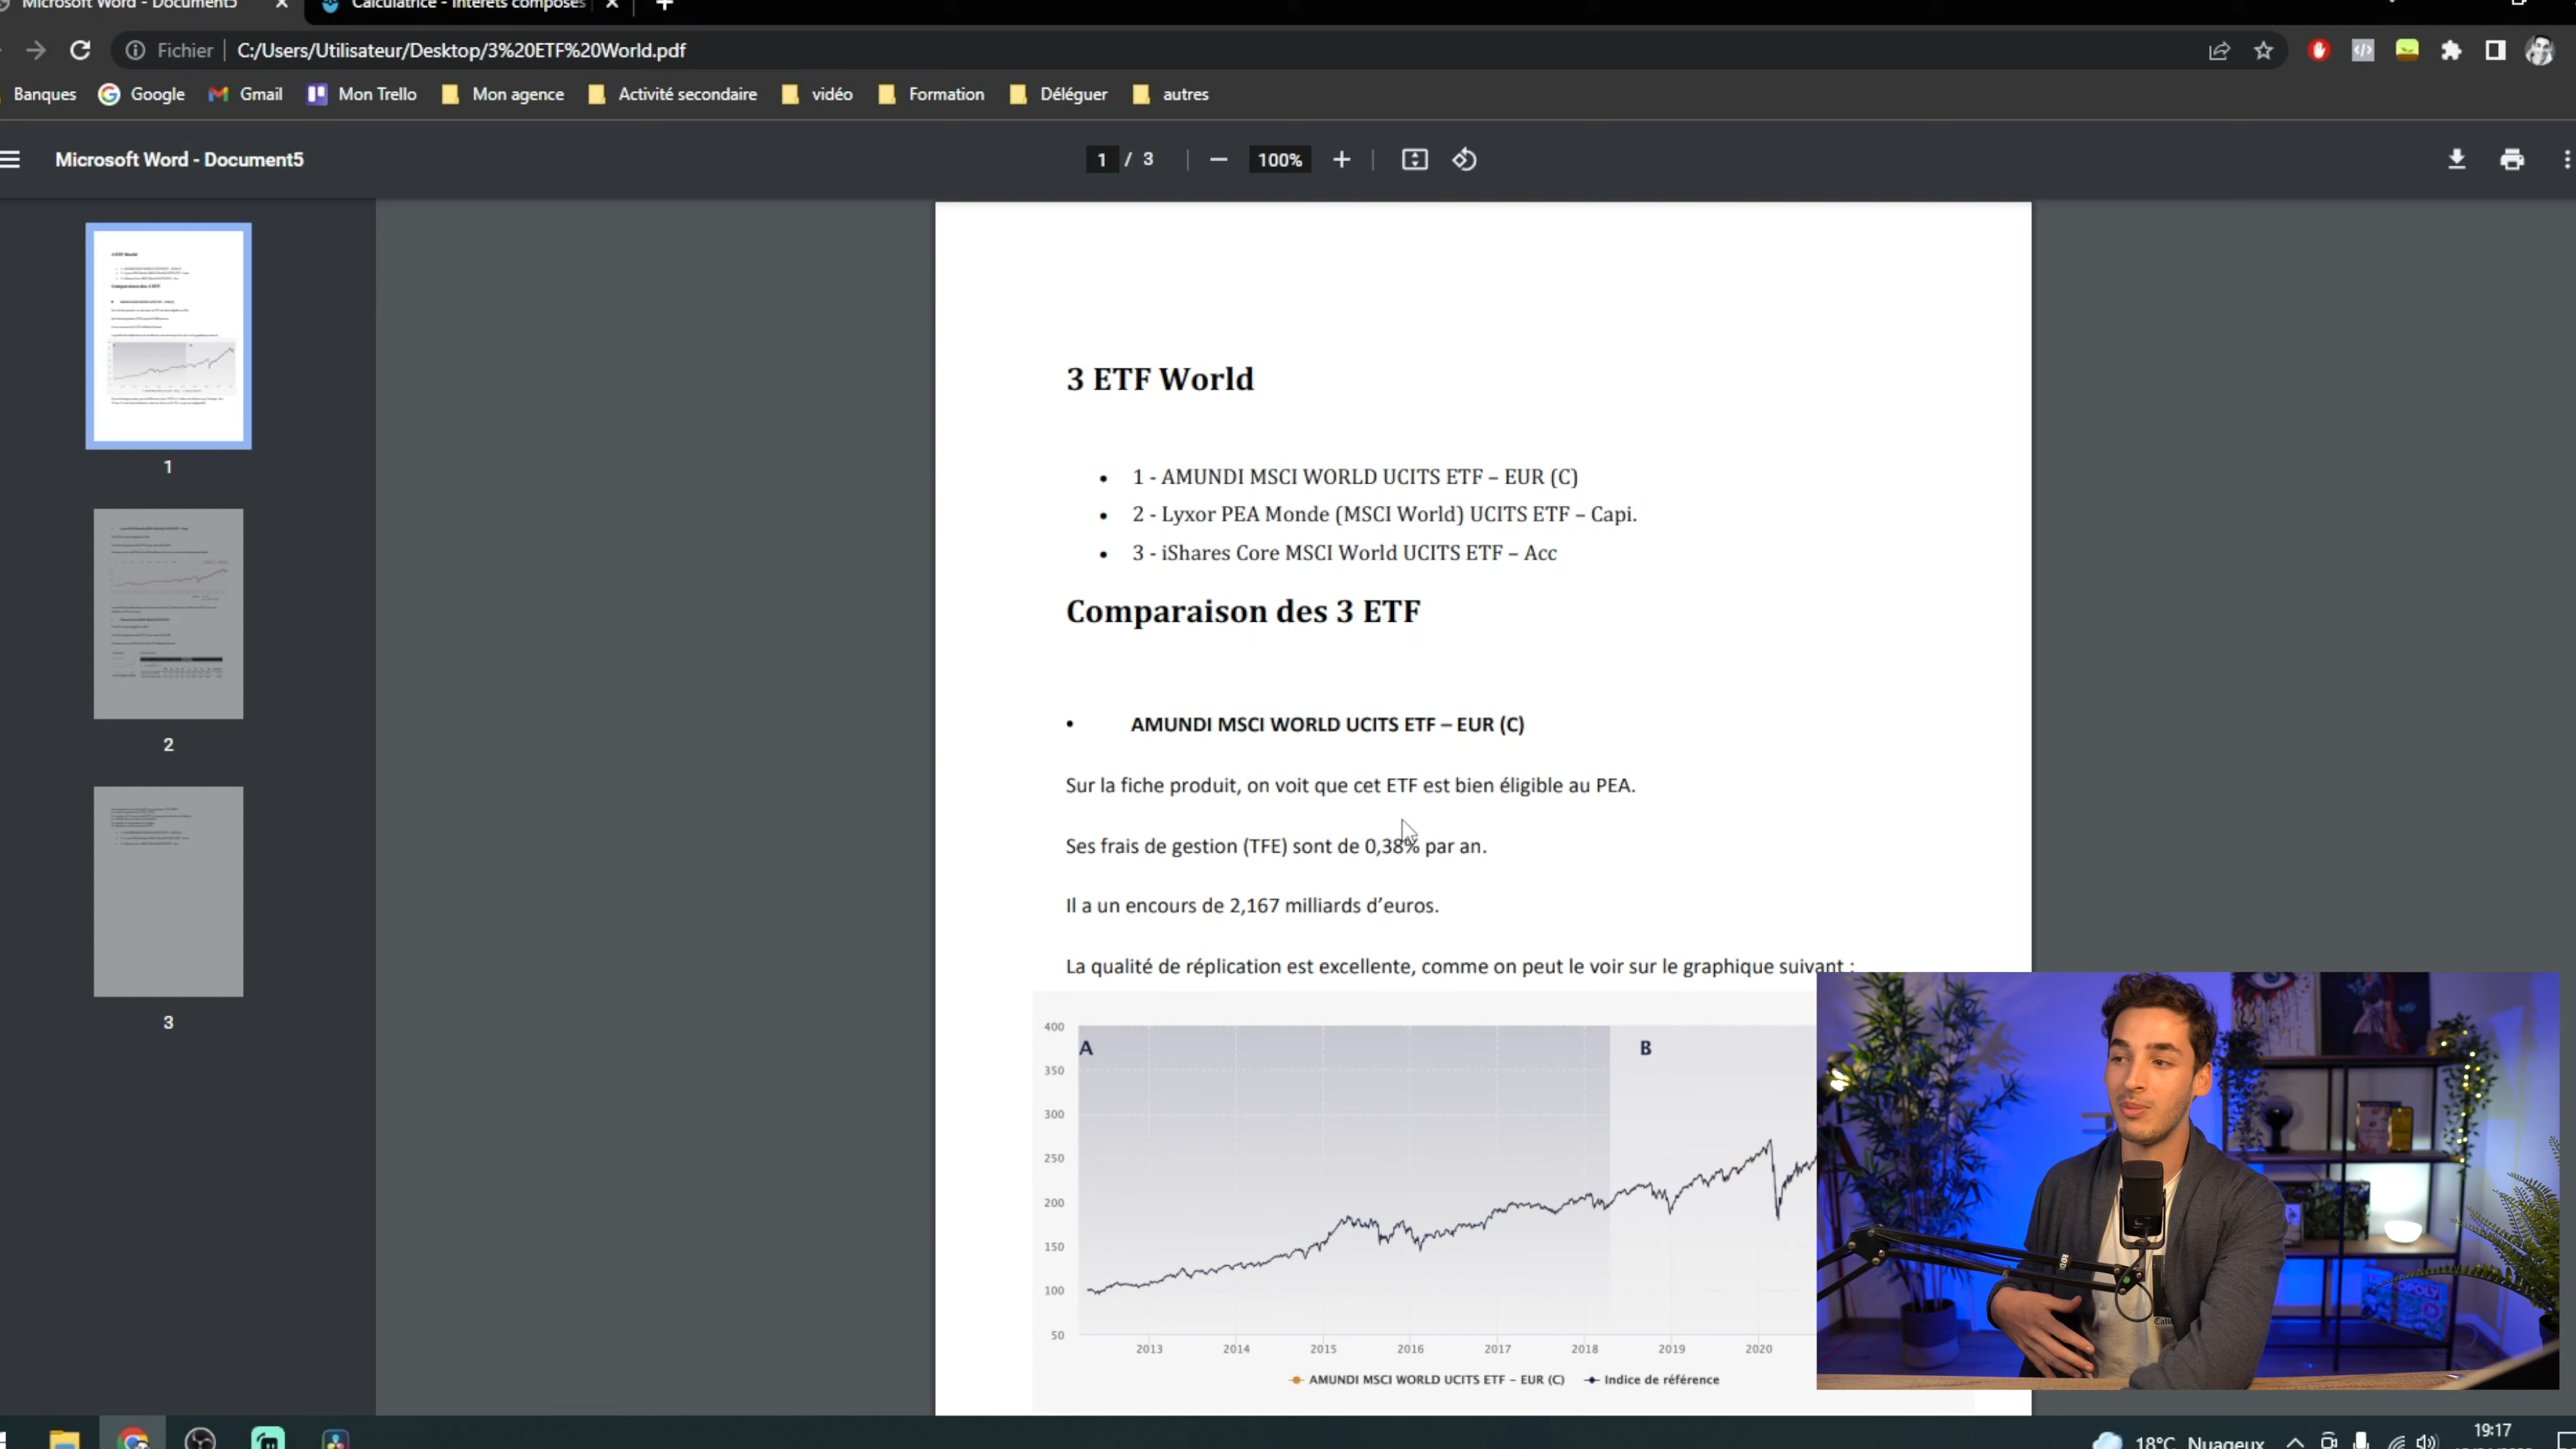 Microsoft Word - Document5
Calculatrice - Intérêts composés
Fichier C:/Users/Utilisateur/Desktop/3%20ETF%20World.pdf
Banques Google Gmail Mon Trello Mon agence Activité secondaire vidéo Formation Déléguer autres
Microsoft Word - Document5 1 / 3 100%
1
2
3
3 ETF World
• 1 - AMUNDI MSCI WORLD UCITS ETF – EUR (C)
• 2 - Lyxor PEA Monde (MSCI World) UCITS ETF – Capi.
• 3 - iShares Core MSCI World UCITS ETF – Acc
Comparaison des 3 ETF
• AMUNDI MSCI WORLD UCITS ETF – EUR (C)
Sur la fiche produit, on voit que cet ETF est bien éligible au PEA.
Ses frais de gestion (TFE) sont de 0,38% par an.
Il a un encours de 2,167 milliards d'euros.
La qualité de réplication est excellente, comme on peut le voir sur le graphique suivant :
400
A B
350
300
250
200
150
100
50
2013 2014 2015 2016 2017 2018 2019 2020
AMUNDI MSCI WORLD UCITS ETF – EUR (C) Indice de référence
MONOPOLY
18°C Nuageux 19:17